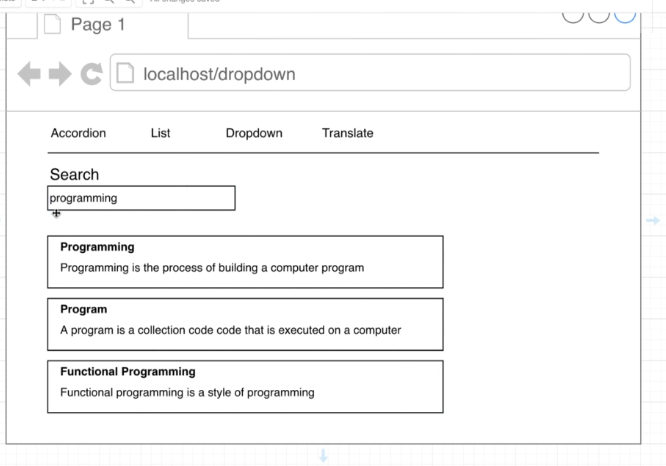 Page 1
localhost/dropdown
Accordion List Dropdown Translate
Search
programming
Programming
Programming is the process of building a computer program
Program
A program is a collection code code that is executed on a computer
Functional Programming
Functional programming is a style of programming